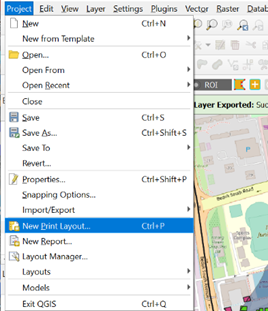 Project Edit View Layer Settings Plugins Vector Raster
New Ctrl+N
New from Template
Open... Ctrl+O
Open From
Open Recent
Close
Save Ctrl+S
Save As... Ctrl+Shift+S
Save To
Revert...
Properties... Ctrl+Shift+P
Snapping Options...
Import/Export
New Print Layout... Ctrl+P
New Report...
Layout Manager...
Layouts
Models
Exit QGIS Ctrl+Q
ROI
Layer Exported:
P